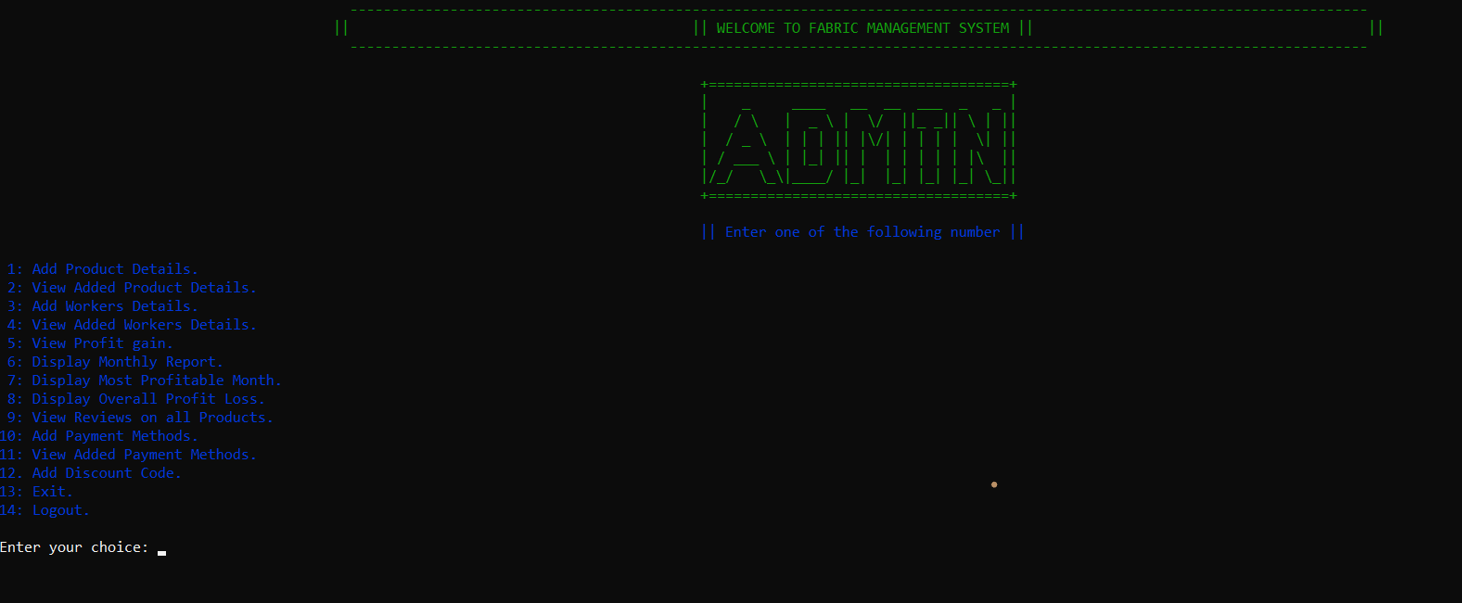 || || WELCOME TO FABRIC MANAGEMENT SYSTEM || ||
ADMIN
|| Enter one of the following number ||
1: Add Product Details.
2: View Added Product Details.
3: Add Workers Details.
4: View Added Workers Details.
5: View Profit gain.
6: Display Monthly Report.
7: Display Most Profitable Month.
8: Display Overall Profit Loss.
9: View Reviews on all Products.
10: Add Payment Methods.
11: View Added Payment Methods.
12. Add Discount Code.
13: Exit.
14: Logout.
Enter your choice: